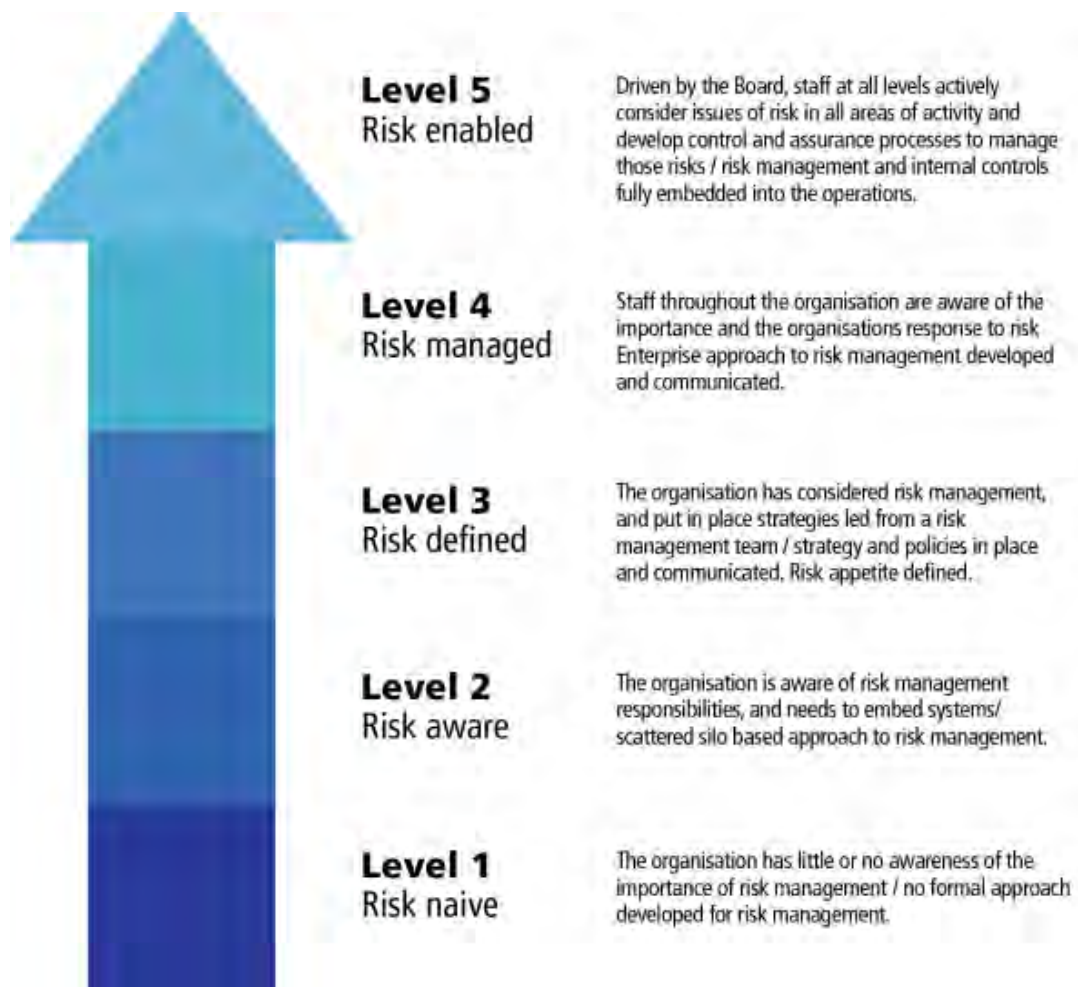 Level 5
Risk enabled
Driven by the Board, staff at all levels actively
consider issues of risk in all areas of activity and
develop control and assurance processes to manage
those risks / risk management and internal controls
fully embedded into the operations.
Level 4
Risk managed
Staff throughout the organisation are aware of the
importance and the organisations response to risk
Enterprise approach to risk management developed
and communicated.
Level 3
Risk defined
The organisation has considered risk management,
and put in place strategies led from a risk
management team / strategy and policies in place
and communicated. Risk appetite defined.
Level 2
Risk aware
The organisation is aware of risk management
responsibilities, and needs to embed systems/
scattered silo based approach to risk management.
Level 1
Risk naive
The organisation has little or no awareness of the
importance of risk management / no formal approach
developed for risk management.